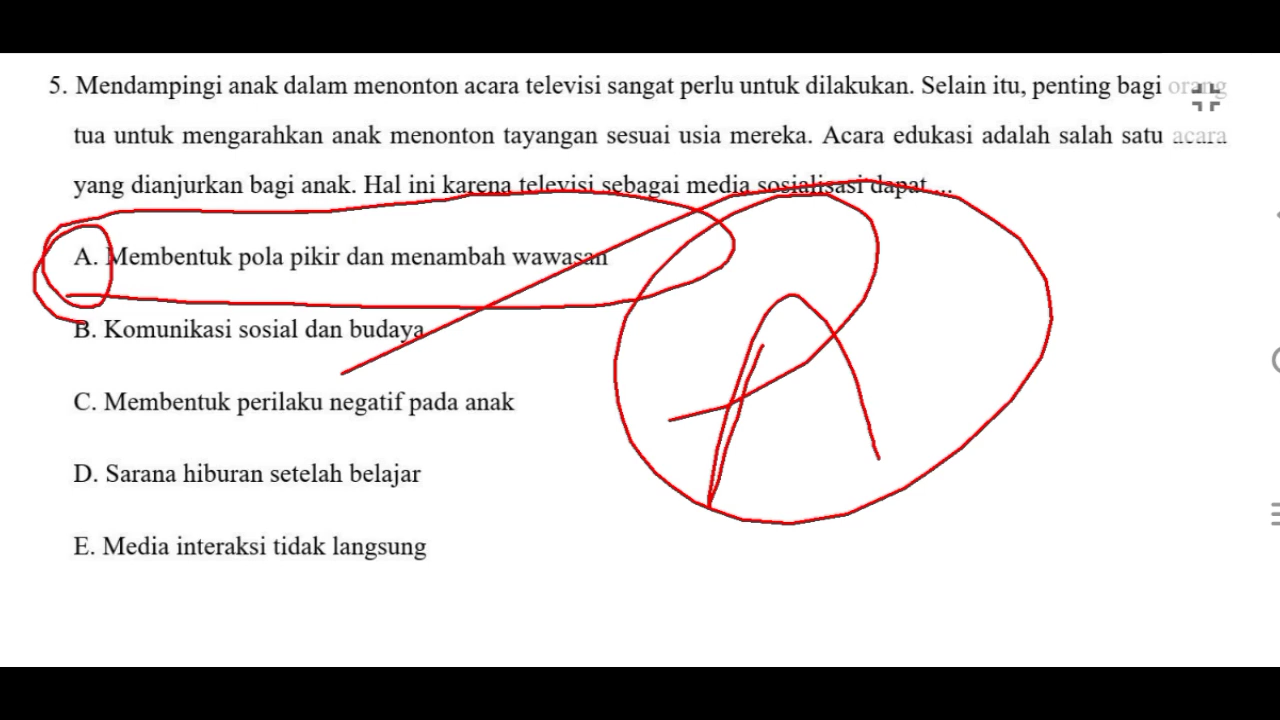 5. Mendampingi anak dalam menonton acara televisi sangat perlu untuk dilakukan. Selain itu, penting bagi orang
tua untuk mengarahkan anak menonton tayangan sesuai usia mereka. Acara edukasi adalah salah satu acara
yang dianjurkan bagi anak. Hal ini karena televisi sebagai media sosialisasi dapat...
A. Membentuk pola pikir dan menambah wawasan
B. Komunikasi sosial dan budaya
A
C. Membentuk perilaku negatif pada anak
D. Sarana hiburan setelah belajar
E. Media interaksi tidak langsung